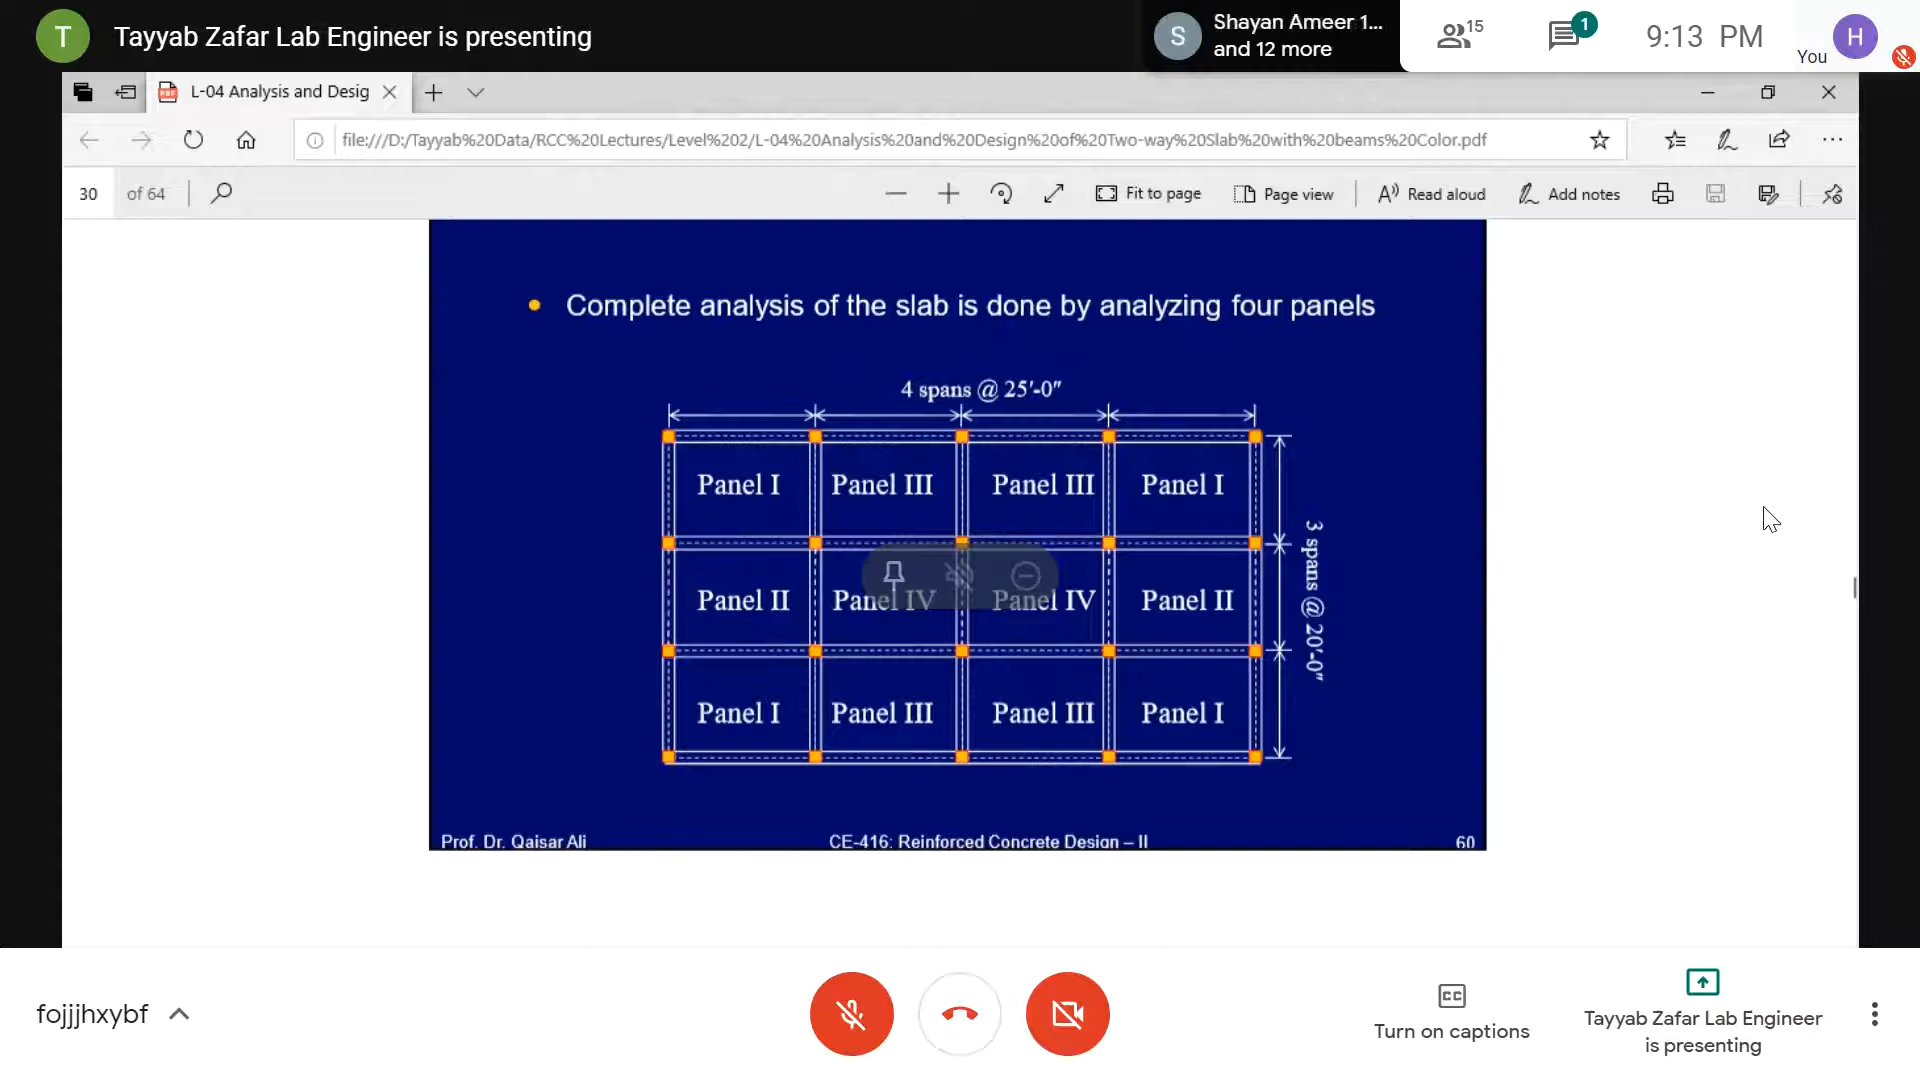 T
Tayyab Zafar Lab Engineer is presenting
S
Shayan Ameer 1...
and 12 more
15
1
9:13 PM
You
H
L-04 Analysis and Desig
file:///D:/Tayyab%20Data/RCC%20Lectures/Level%202/L-04%20Analysis%20and%20Design%20of%20Two-way%20Slab%20with%20beams%20Color.pdf
30 of 64
Fit to page
Page view
Read aloud
Add notes
Complete analysis of the slab is done by analyzing four panels
4 spans @ 25'-0"
Panel I Panel III Panel III Panel I
3 spans @ 20'-0"
Panel II Panel IV Panel IV Panel II
Panel I Panel III Panel III Panel I
Prof. Dr. Qaisar Ali CE-416: Reinforced Concrete Design – II 60
fojjjhxybf
CC
Turn on captions
Tayyab Zafar Lab Engineer
is presenting